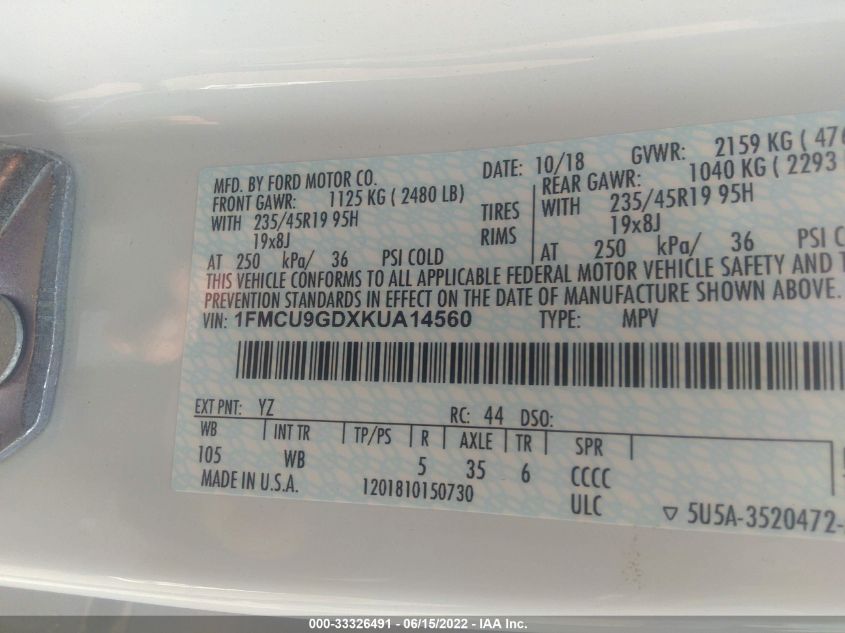 MFD. BY FORD MOTOR CO. DATE: 10/18 GVWR: 2159 KG ( 476
FRONT GAWR: 1125 KG ( 2480 LB) REAR GAWR: 1040 KG ( 2293
WITH 235/45R19 95H TIRES WITH 235/45R19 95H
19x8J RIMS 19x8J
AT 250 kPa/ 36 PSI COLD AT 250 kPa/ 36 PSI C
THIS VEHICLE CONFORMS TO ALL APPLICABLE FEDERAL MOTOR VEHICLE SAFETY AND T
PREVENTION STANDARDS IN EFFECT ON THE DATE OF MANUFACTURE SHOWN ABOVE.
VIN: 1FMCU9GDXKUA14560 TYPE: MPV
EXT PNT: YZ RC: 44 DSO:
WB INT TR TP/PS R AXLE TR SPR
105 WB 5 35 6 CCCC
MADE IN U.S.A. 1201810150730 ULC ▽ 5U5A-3520472-
000-33326491 - 06/15/2022 - IAA Inc.